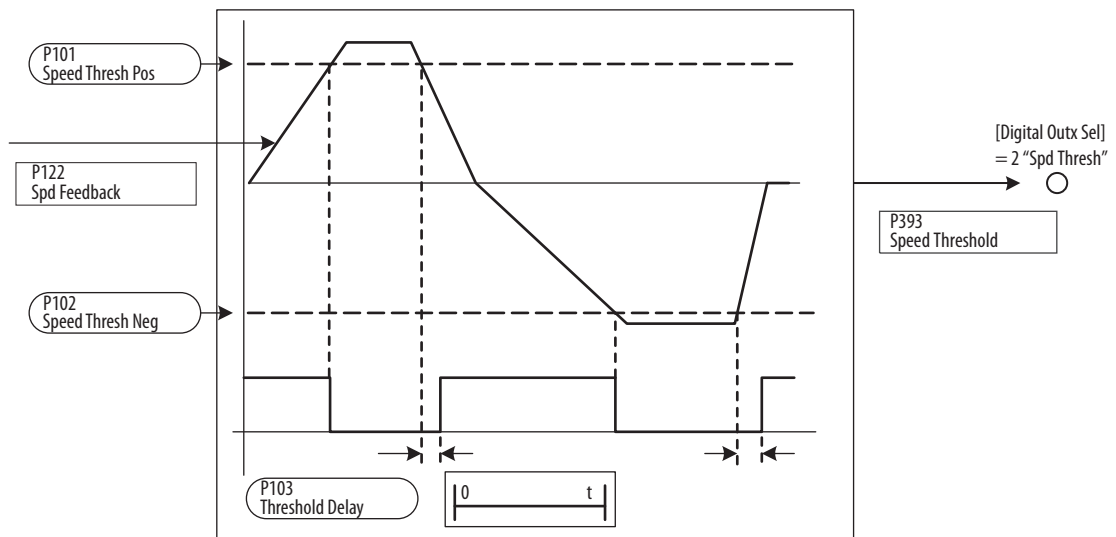 P101
Speed Thresh Pos
P122
Spd Feedback
[Digital Outx Sel]
= 2 “Spd Thresh”
P393
Speed Threshold
P102
Speed Thresh Neg
P103
Threshold Delay
0 t